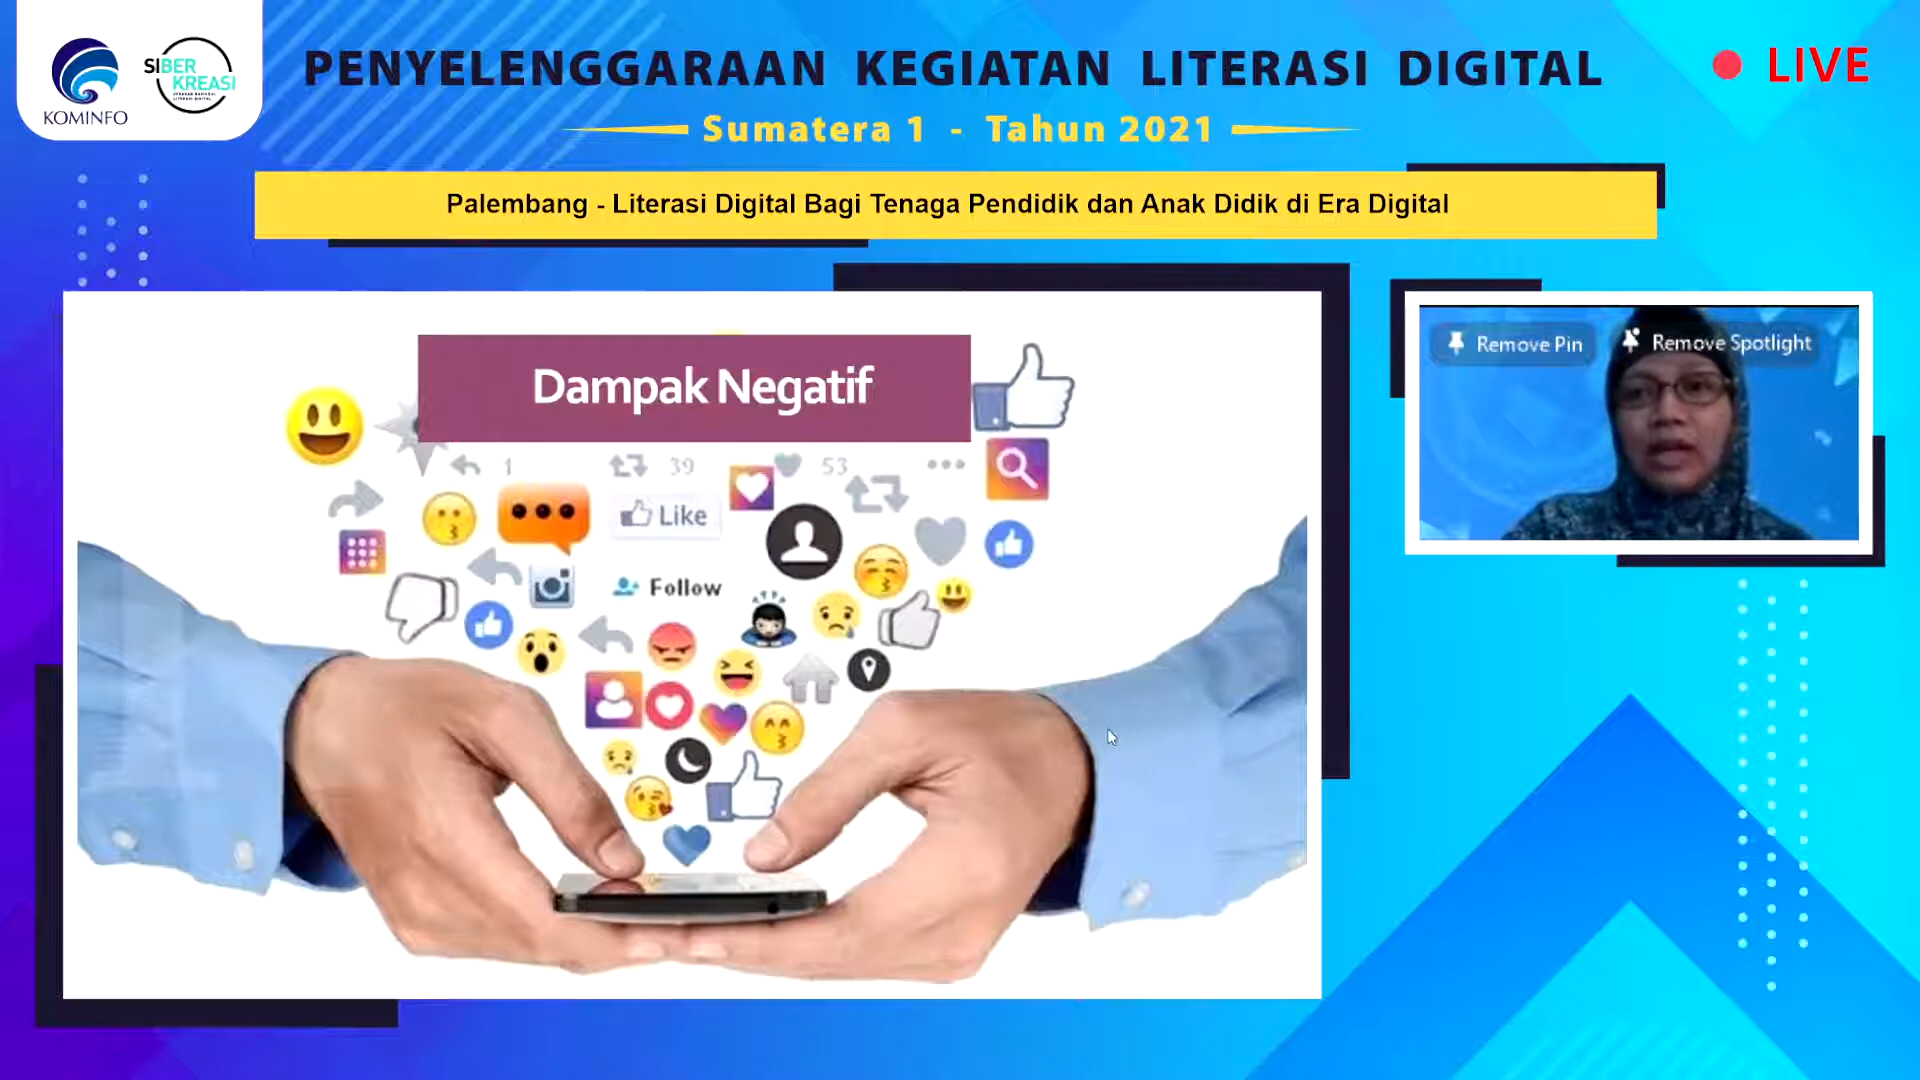 KOMINFO
SIBER
KREASI
PENYELENGGARAAN KEGIATAN LITERASI DIGITAL
LIVE
Sumatera 1 - Tahun 2021
Palembang - Literasi Digital Bagi Tenaga Pendidik dan Anak Didik di Era Digital
Remove Pin
Remove Spotlight
Dampak Negatif
1
39
53
Like
Follow